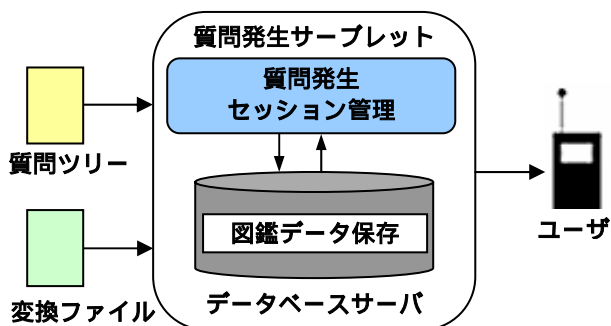 質問発生サーブレット
質問発生
セッション管理
質問ツリー
図鑑データ保存
ユーザ
変換ファイル
データベースサーバ